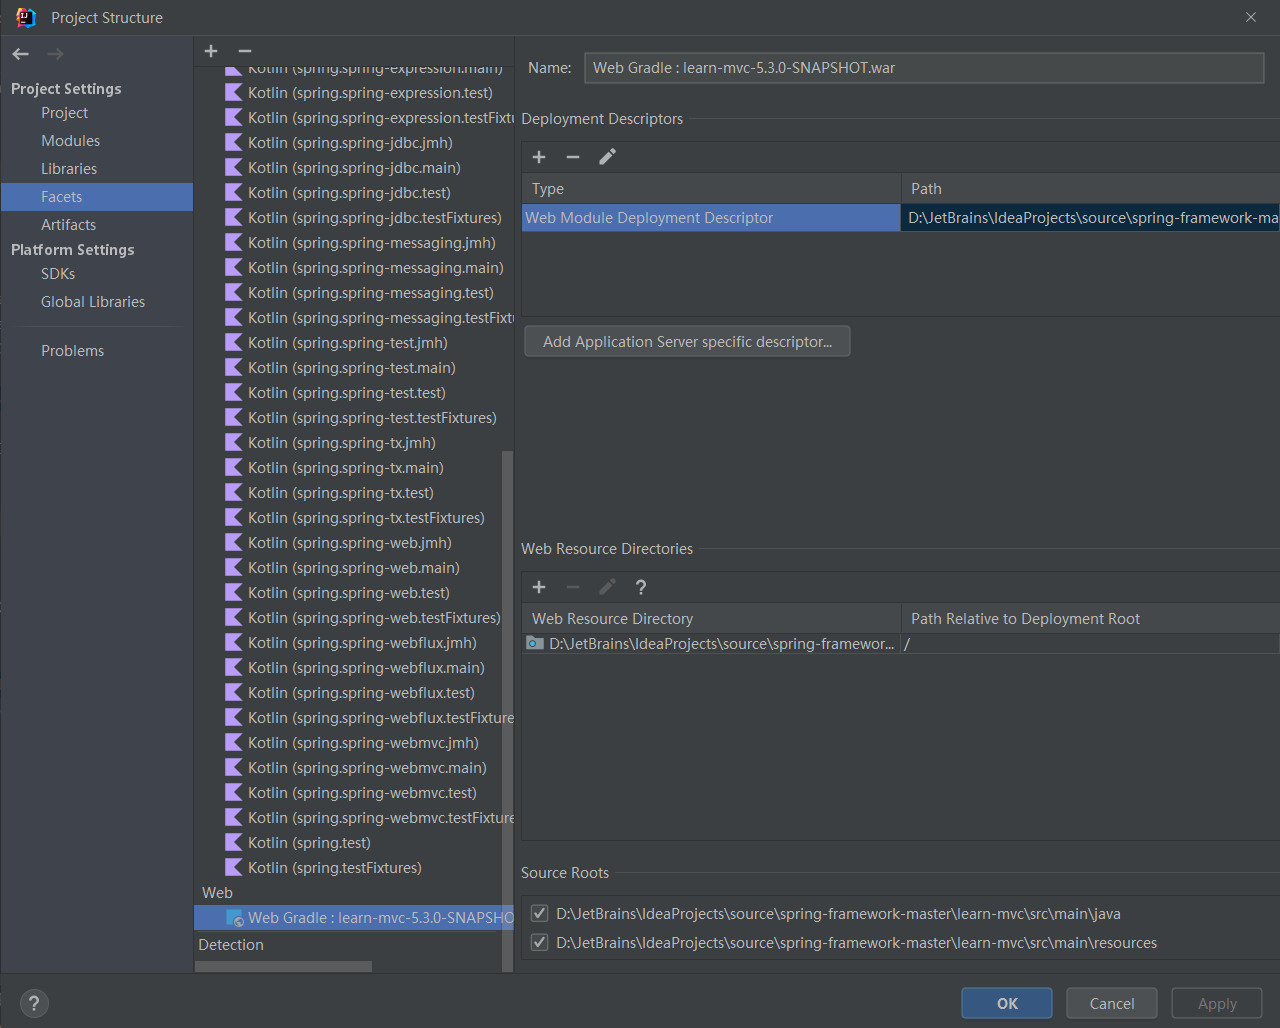 Project Structure
Project Settings
Project
Modules
Libraries
Facets
Artifacts
Platform Settings
SDKs
Global Libraries
Problems
Kotlin (spring.spring-expression.main)
Kotlin (spring.spring-expression.test)
Kotlin (spring.spring-expression.testFixtu
Kotlin (spring.spring-jdbc.jmh)
Kotlin (spring.spring-jdbc.main)
Kotlin (spring.spring-jdbc.test)
Kotlin (spring.spring-jdbc.testFixtures)
Kotlin (spring.spring-messaging.jmh)
Kotlin (spring.spring-messaging.main)
Kotlin (spring.spring-messaging.test)
Kotlin (spring.spring-messaging.testFixt
Kotlin (spring.spring-test.jmh)
Kotlin (spring.spring-test.main)
Kotlin (spring.spring-test.test)
Kotlin (spring.spring-test.testFixtures)
Kotlin (spring.spring-tx.jmh)
Kotlin (spring.spring-tx.main)
Kotlin (spring.spring-tx.test)
Kotlin (spring.spring-tx.testFixtures)
Kotlin (spring.spring-web.jmh)
Kotlin (spring.spring-web.main)
Kotlin (spring.spring-web.test)
Kotlin (spring.spring-web.testFixtures)
Kotlin (spring.spring-webflux.jmh)
Kotlin (spring.spring-webflux.main)
Kotlin (spring.spring-webflux.test)
Kotlin (spring.spring-webflux.testFixture
Kotlin (spring.spring-webmvc.jmh)
Kotlin (spring.spring-webmvc.main)
Kotlin (spring.spring-webmvc.test)
Kotlin (spring.spring-webmvc.testFixture
Kotlin (spring.test)
Kotlin (spring.testFixtures)
Web
Web Gradle : learn-mvc-5.3.0-SNAPSHO
Detection
Name: Web Gradle : learn-mvc-5.3.0-SNAPSHOT.war
Deployment Descriptors
Type Path
Web Module Deployment Descriptor D:\JetBrains\IdeaProjects\source\spring-framework-ma
Add Application Server specific descriptor...
Web Resource Directories
Web Resource Directory Path Relative to Deployment Root
D:\JetBrains\IdeaProjects\source\spring-framewor... /
Source Roots
D:\JetBrains\IdeaProjects\source\spring-framework-master\learn-mvc\src\main\java
D:\JetBrains\IdeaProjects\source\spring-framework-master\learn-mvc\src\main\resources
? OK Cancel Apply